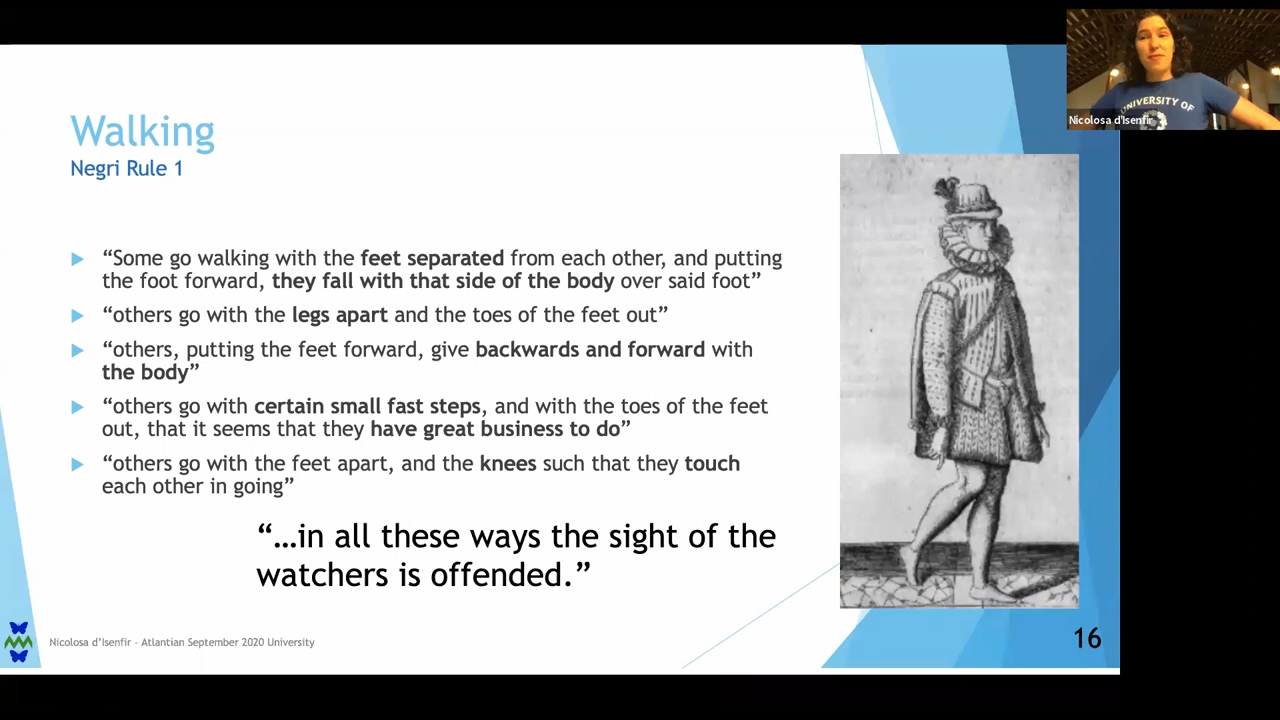 Walking
Negri Rule 1
“Some go walking with the feet separated from each other, and putting
the foot forward, they fall with that side of the body over said foot”
“others go with the legs apart and the toes of the feet out”
“others, putting the feet forward, give backwards and forward with
the body”
“others go with certain small fast steps, and with the toes of the feet
out, that it seems that they have great business to do”
“others go with the feet apart, and the knees such that they touch
each other in going”
“…in all these ways the sight of the
watchers is offended.”
Nicolosa d’Isenfir - Atlantian September 2020 University
16
UNIVERSITY OF
Nicolosa d'Isenfir